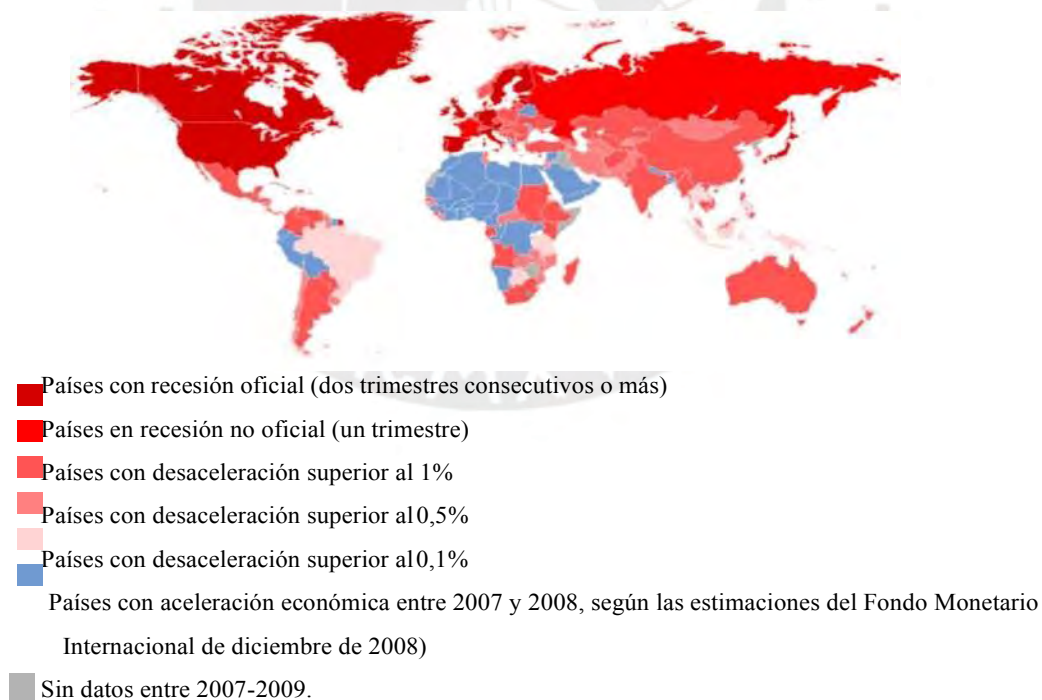 Países con recesión oficial (dos trimestres consecutivos o más)
Países en recesión no oficial (un trimestre)
Países con desaceleración superior al 1%
Países con desaceleración superior al0,5%
Países con desaceleración superior al0,1%
Países con aceleración económica entre 2007 y 2008, según las estimaciones del Fondo Monetario
Internacional de diciembre de 2008)
Sin datos entre 2007-2009.